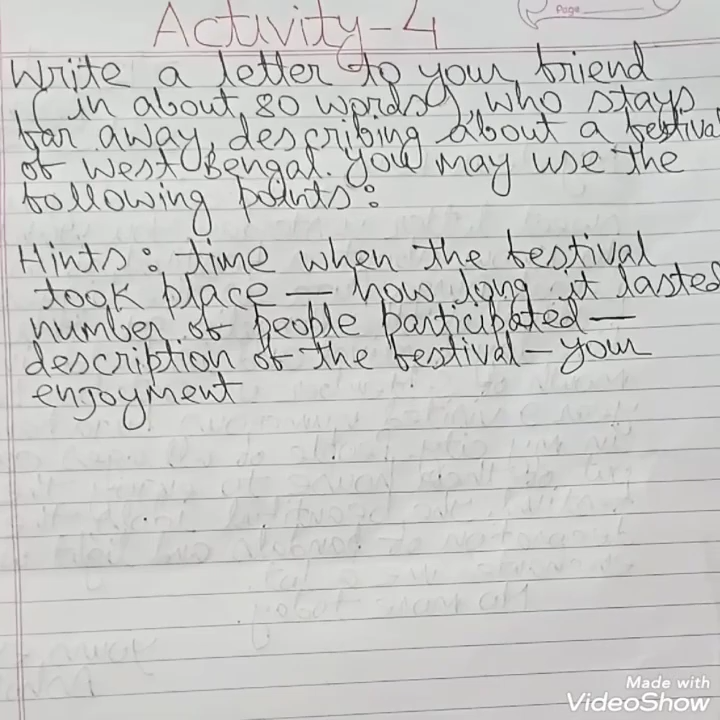 Page
Activity-4
Write a letter to your friend
( in about 80 words), who stays
far away, describing about a festival
of West Bengal. You may use the
following points:
Hints: time when the festival
took place — how long it lasted
number of people participated —
description of the festival — your
enjoyment
Made with
VideoShow